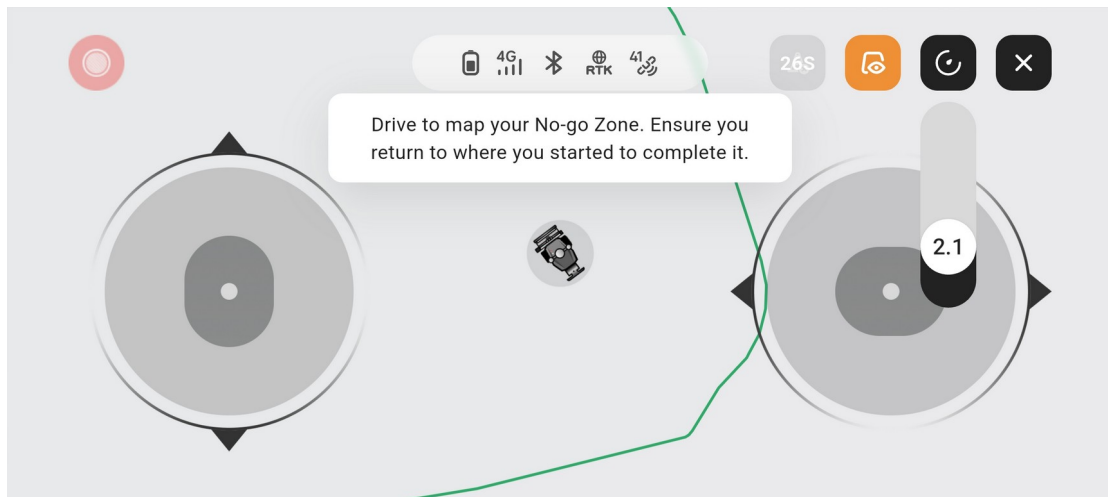 4G
RTK
41
26S
Drive to map your No-go Zone. Ensure you
return to where you started to complete it.
2.1